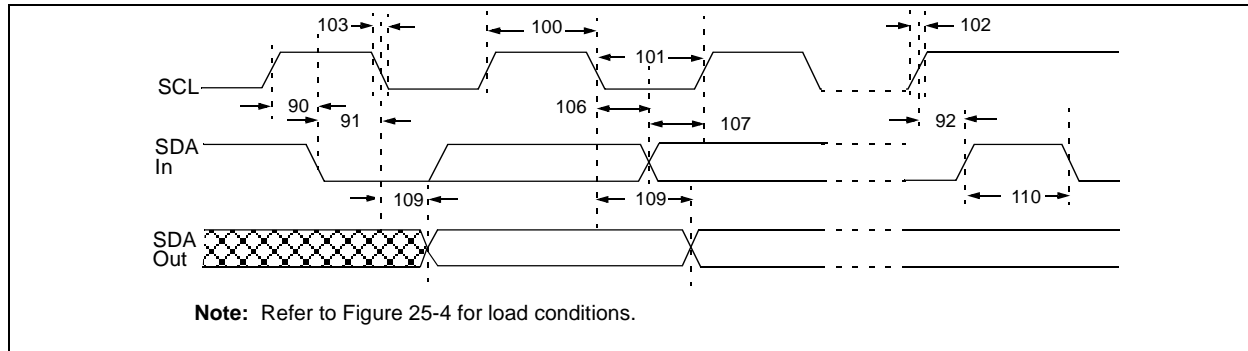 103
100
101
102
SCL
90
106
91
107
92
SDA
In
109
109
110
SDA
Out
Note: Refer to Figure 25-4 for load conditions.